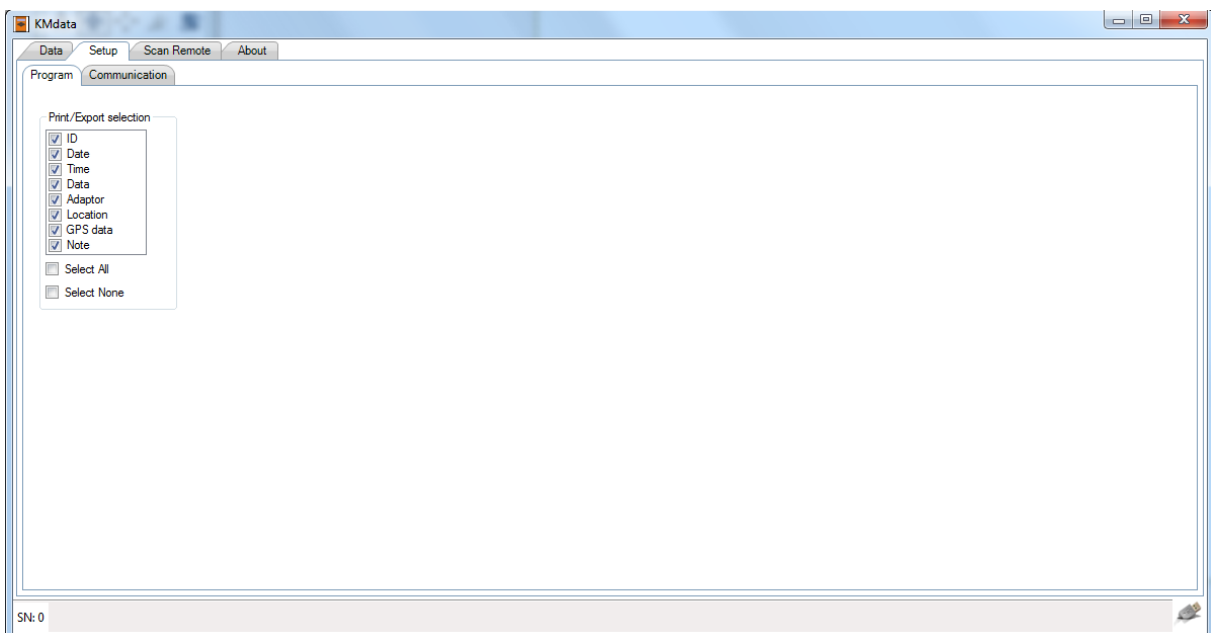 KMdata
Data Setup Scan Remote About
Program Communication
Print/Export selection
ID
Date
Time
Data
Adaptor
Location
GPS data
Note
Select All
Select None
SN: 0